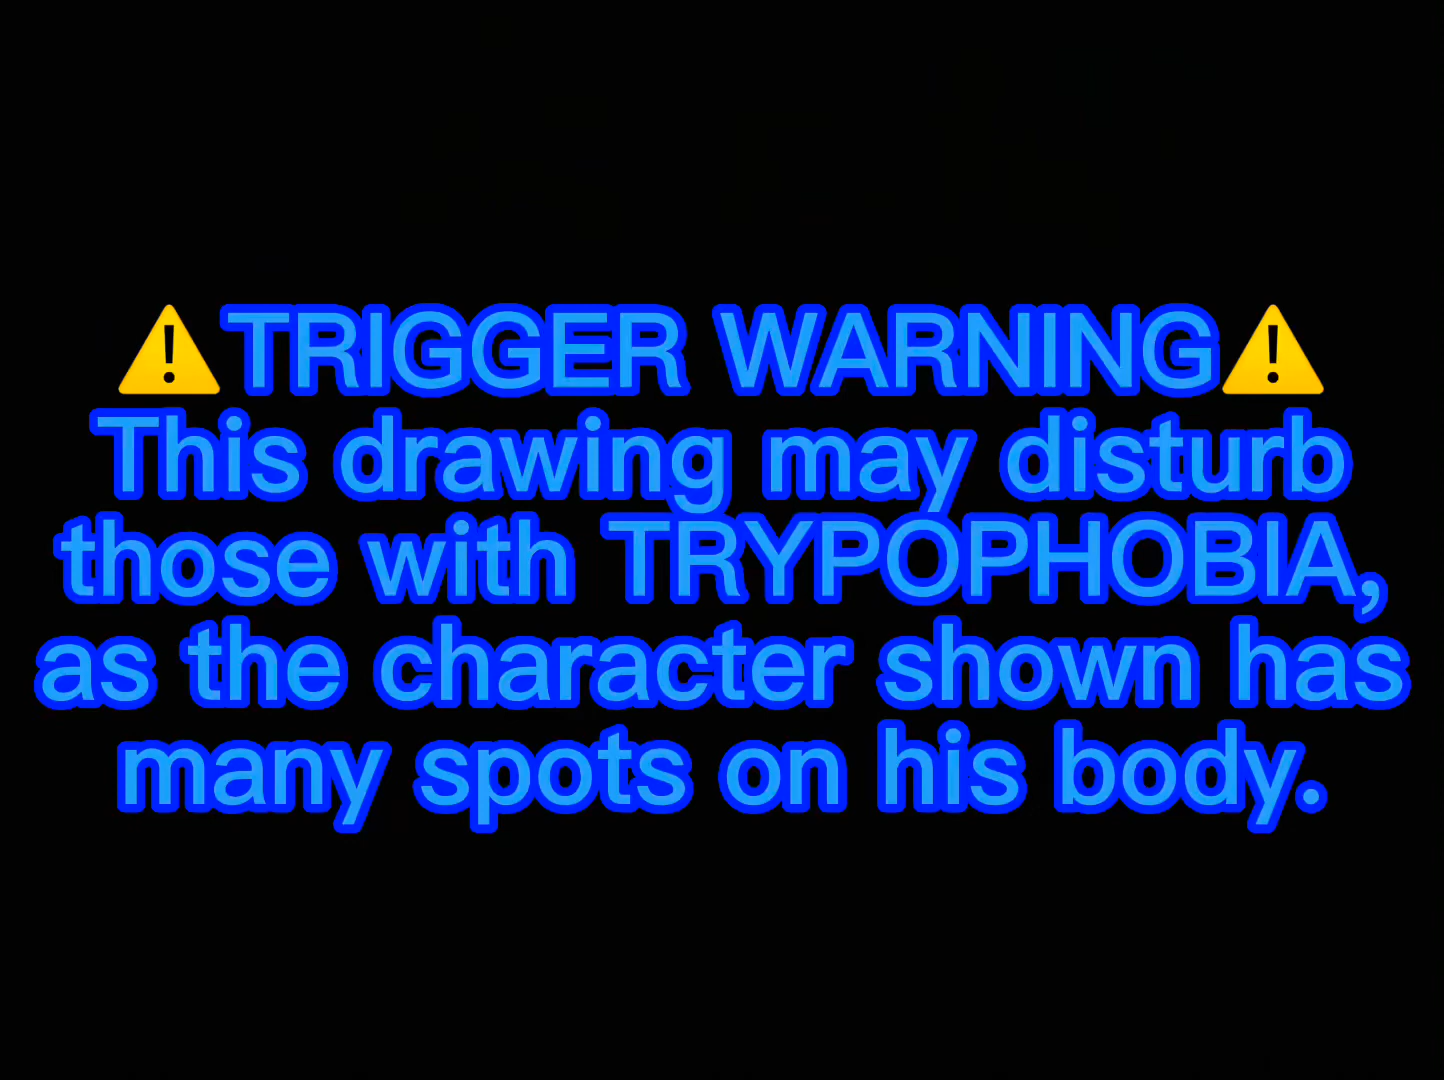 ⚠️TRIGGER WARNING⚠️
This drawing may disturb
those with TRYPOPHOBIA,
as the character shown has
many spots on his body.